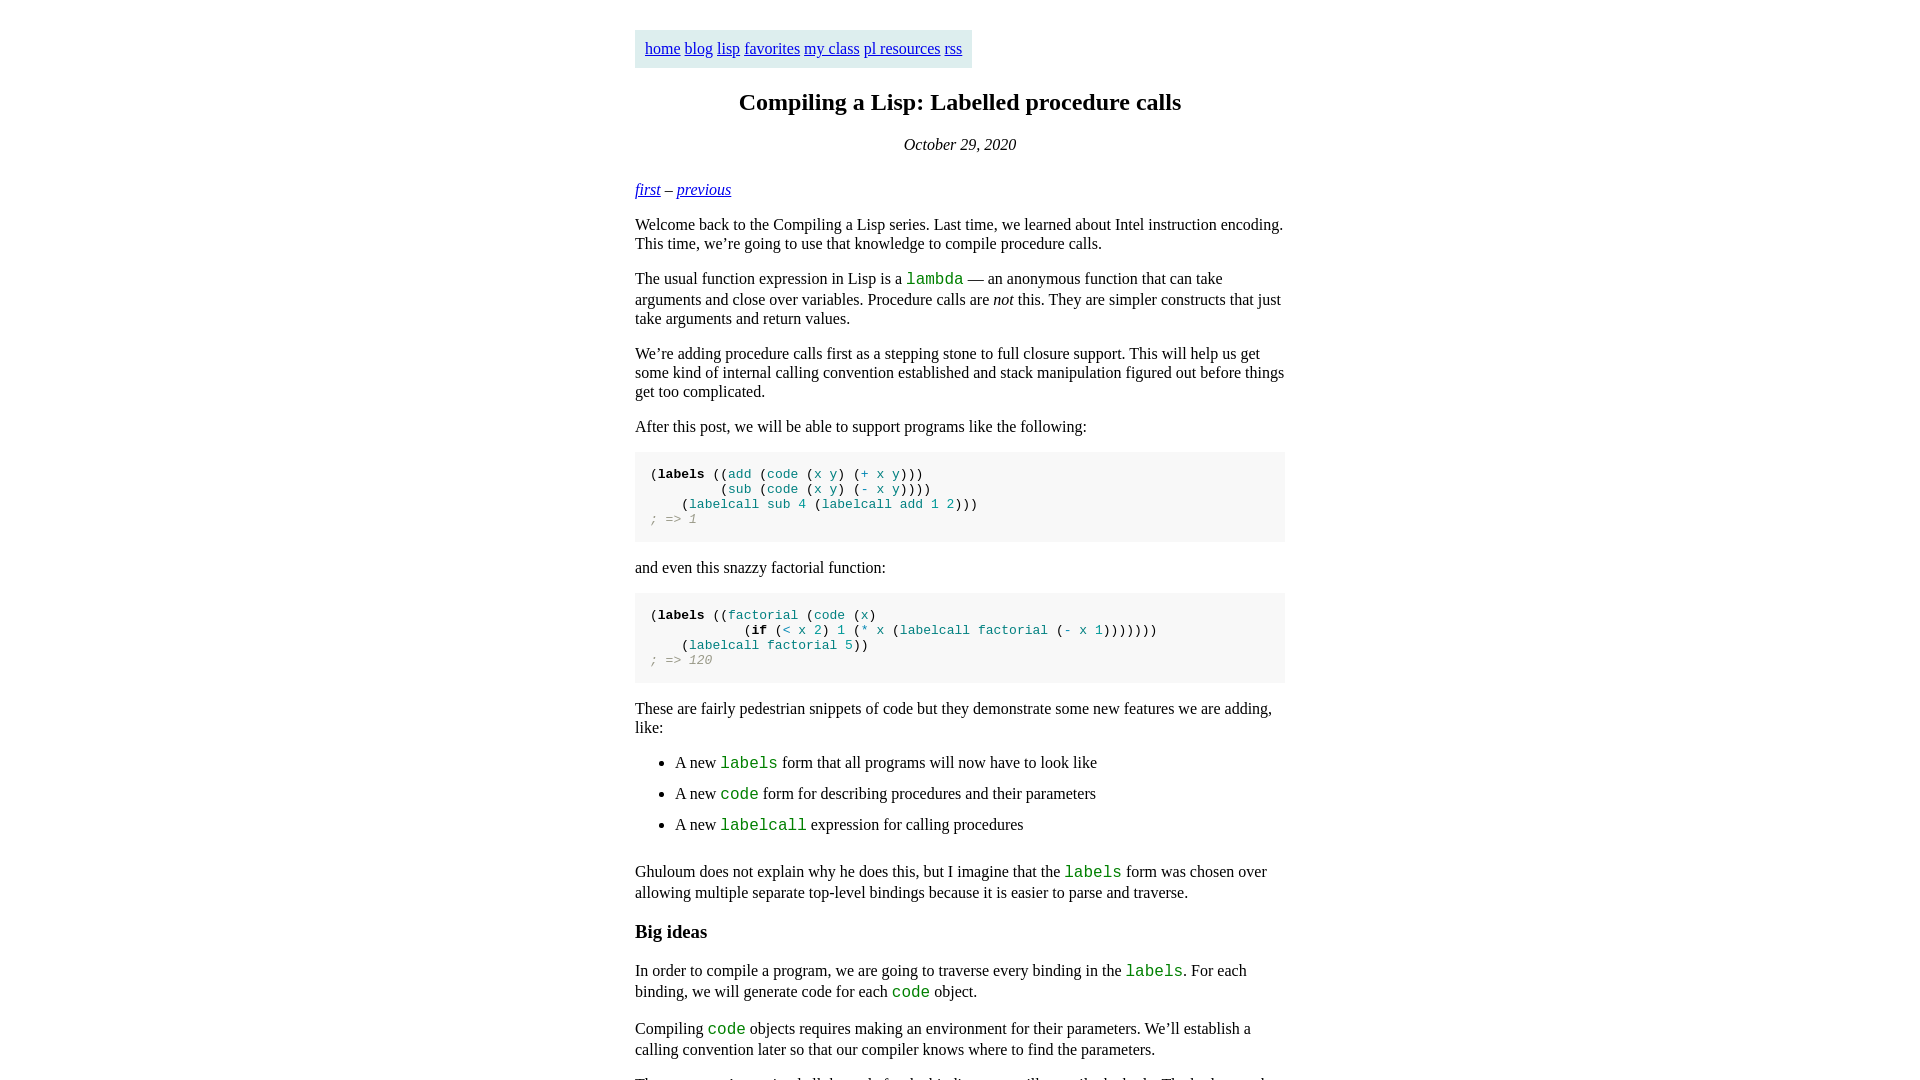 home blog lisp favorites my class pl resources rss
Compiling a Lisp: Labelled procedure calls
October 29, 2020
first – previous
Welcome back to the Compiling a Lisp series. Last time, we learned about Intel instruction encoding.
This time, we’re going to use that knowledge to compile procedure calls.
The usual function expression in Lisp is a lambda — an anonymous function that can take
arguments and close over variables. Procedure calls are not this. They are simpler constructs that just
take arguments and return values.
We’re adding procedure calls first as a stepping stone to full closure support. This will help us get
some kind of internal calling convention established and stack manipulation figured out before things
get too complicated.
After this post, we will be able to support programs like the following:
(labels ((add (code (x y) (+ x y)))
         (sub (code (x y) (- x y))))
    (labelcall sub 4 (labelcall add 1 2)))
; => 1
and even this snazzy factorial function:
(labels ((factorial (code (x)
            (if (< x 2) 1 (* x (labelcall factorial (- x 1)))))))
    (labelcall factorial 5))
; => 120
These are fairly pedestrian snippets of code but they demonstrate some new features we are adding,
like:
• A new labels form that all programs will now have to look like
• A new code form for describing procedures and their parameters
• A new labelcall expression for calling procedures
Ghuloum does not explain why he does this, but I imagine that the labels form was chosen over
allowing multiple separate top-level bindings because it is easier to parse and traverse.
Big ideas
In order to compile a program, we are going to traverse every binding in the labels. For each
binding, we will generate code for each code object.
Compiling code objects requires making an environment for their parameters. We’ll establish a
calling convention later so that our compiler knows where to find the parameters.